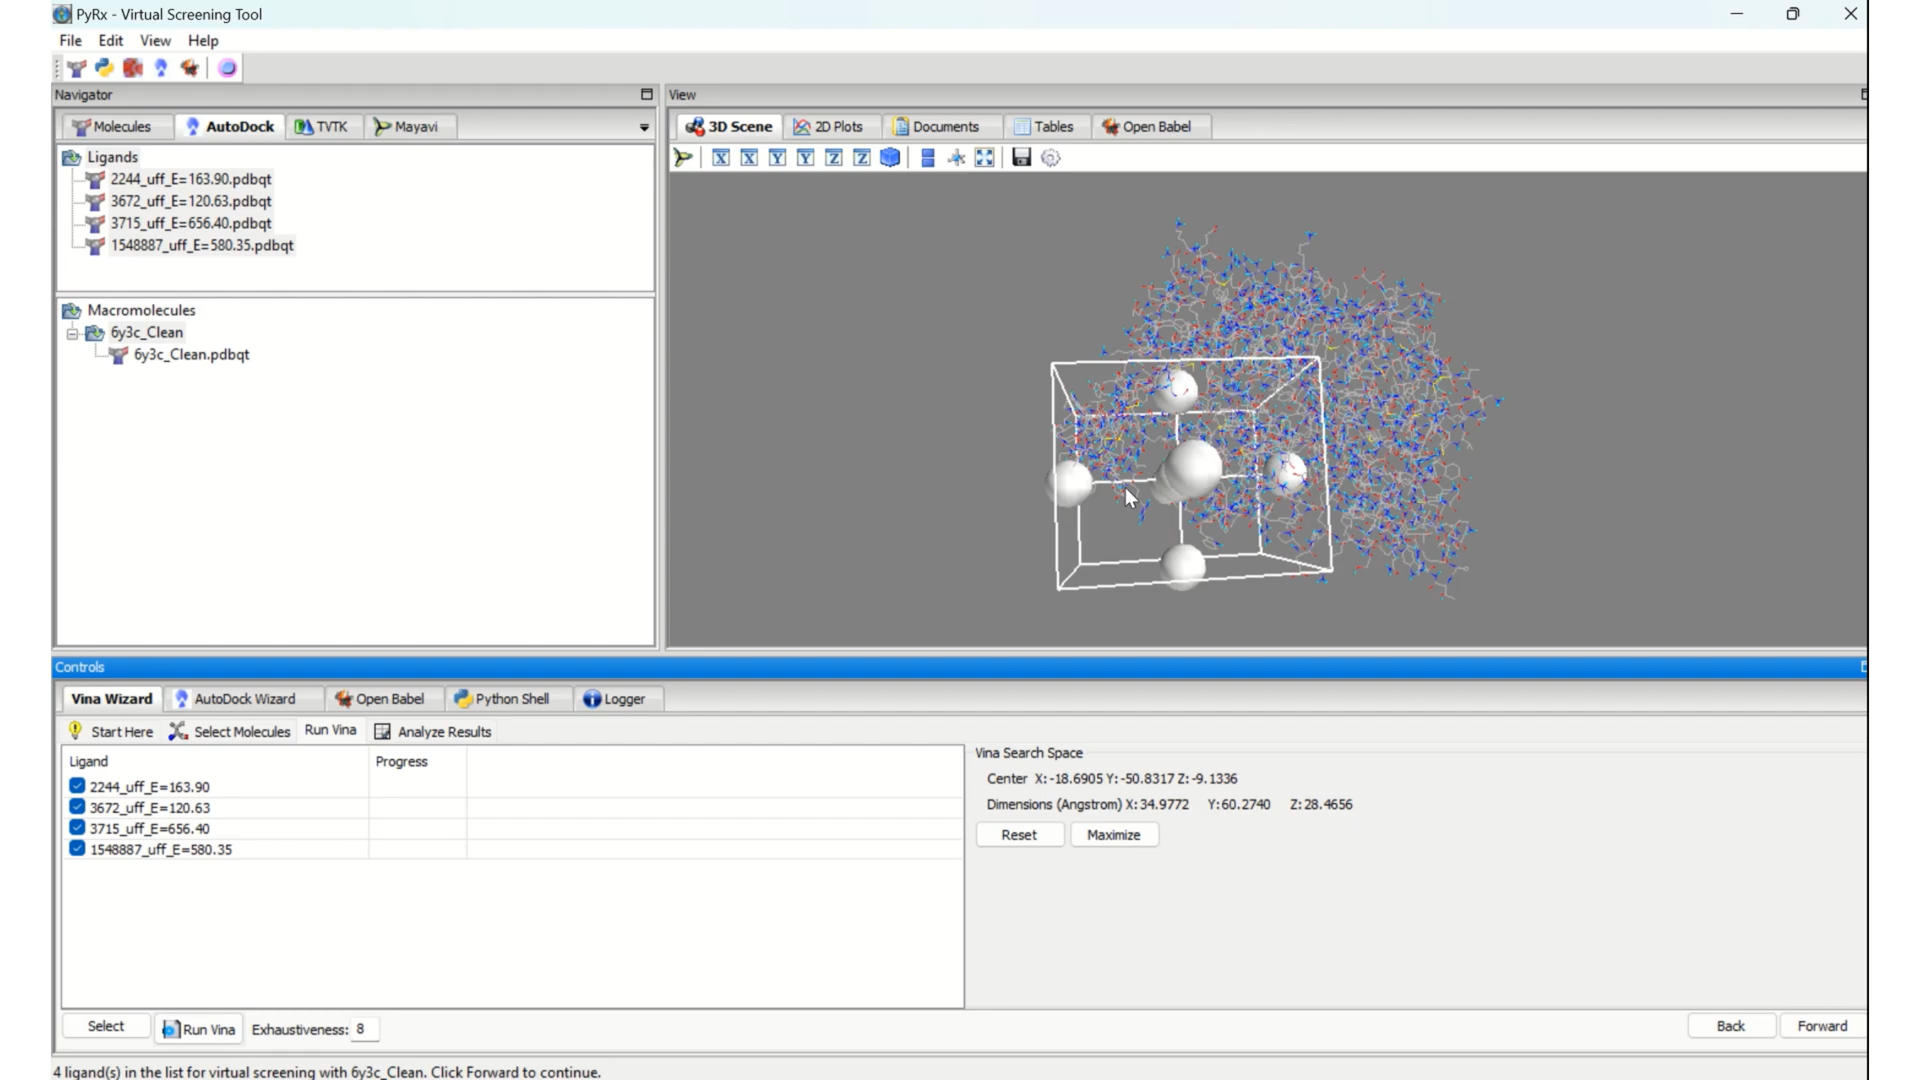 PyRx - Virtual Screening Tool
File Edit View Help
Navigator
View
Molecules AutoDock TVTK Mayavi
3D Scene 2D Plots Documents Tables Open Babel
X X Y Y Z Z
Ligands
2244_uff_E=163.90.pdbqt
3672_uff_E=120.63.pdbqt
3715_uff_E=656.40.pdbqt
1548887_uff_E=580.35.pdbqt
Macromolecules
6y3c_Clean
6y3c_Clean.pdbqt
Controls
Vina Wizard AutoDock Wizard Open Babel Python Shell Logger
Start Here Select Molecules Run Vina Analyze Results
Ligand Progress
2244_uff_E=163.90
3672_uff_E=120.63
3715_uff_E=656.40
1548887_uff_E=580.35
Vina Search Space
Center X:-18.6905 Y:-50.8317 Z:-9.1336
Dimensions (Angstrom) X:34.9772 Y:60.2740 Z:28.4656
Reset Maximize
Select Run Vina Exhaustiveness: 8
Back Forward
4 ligand(s) in the list for virtual screening with 6y3c_Clean. Click Forward to continue.